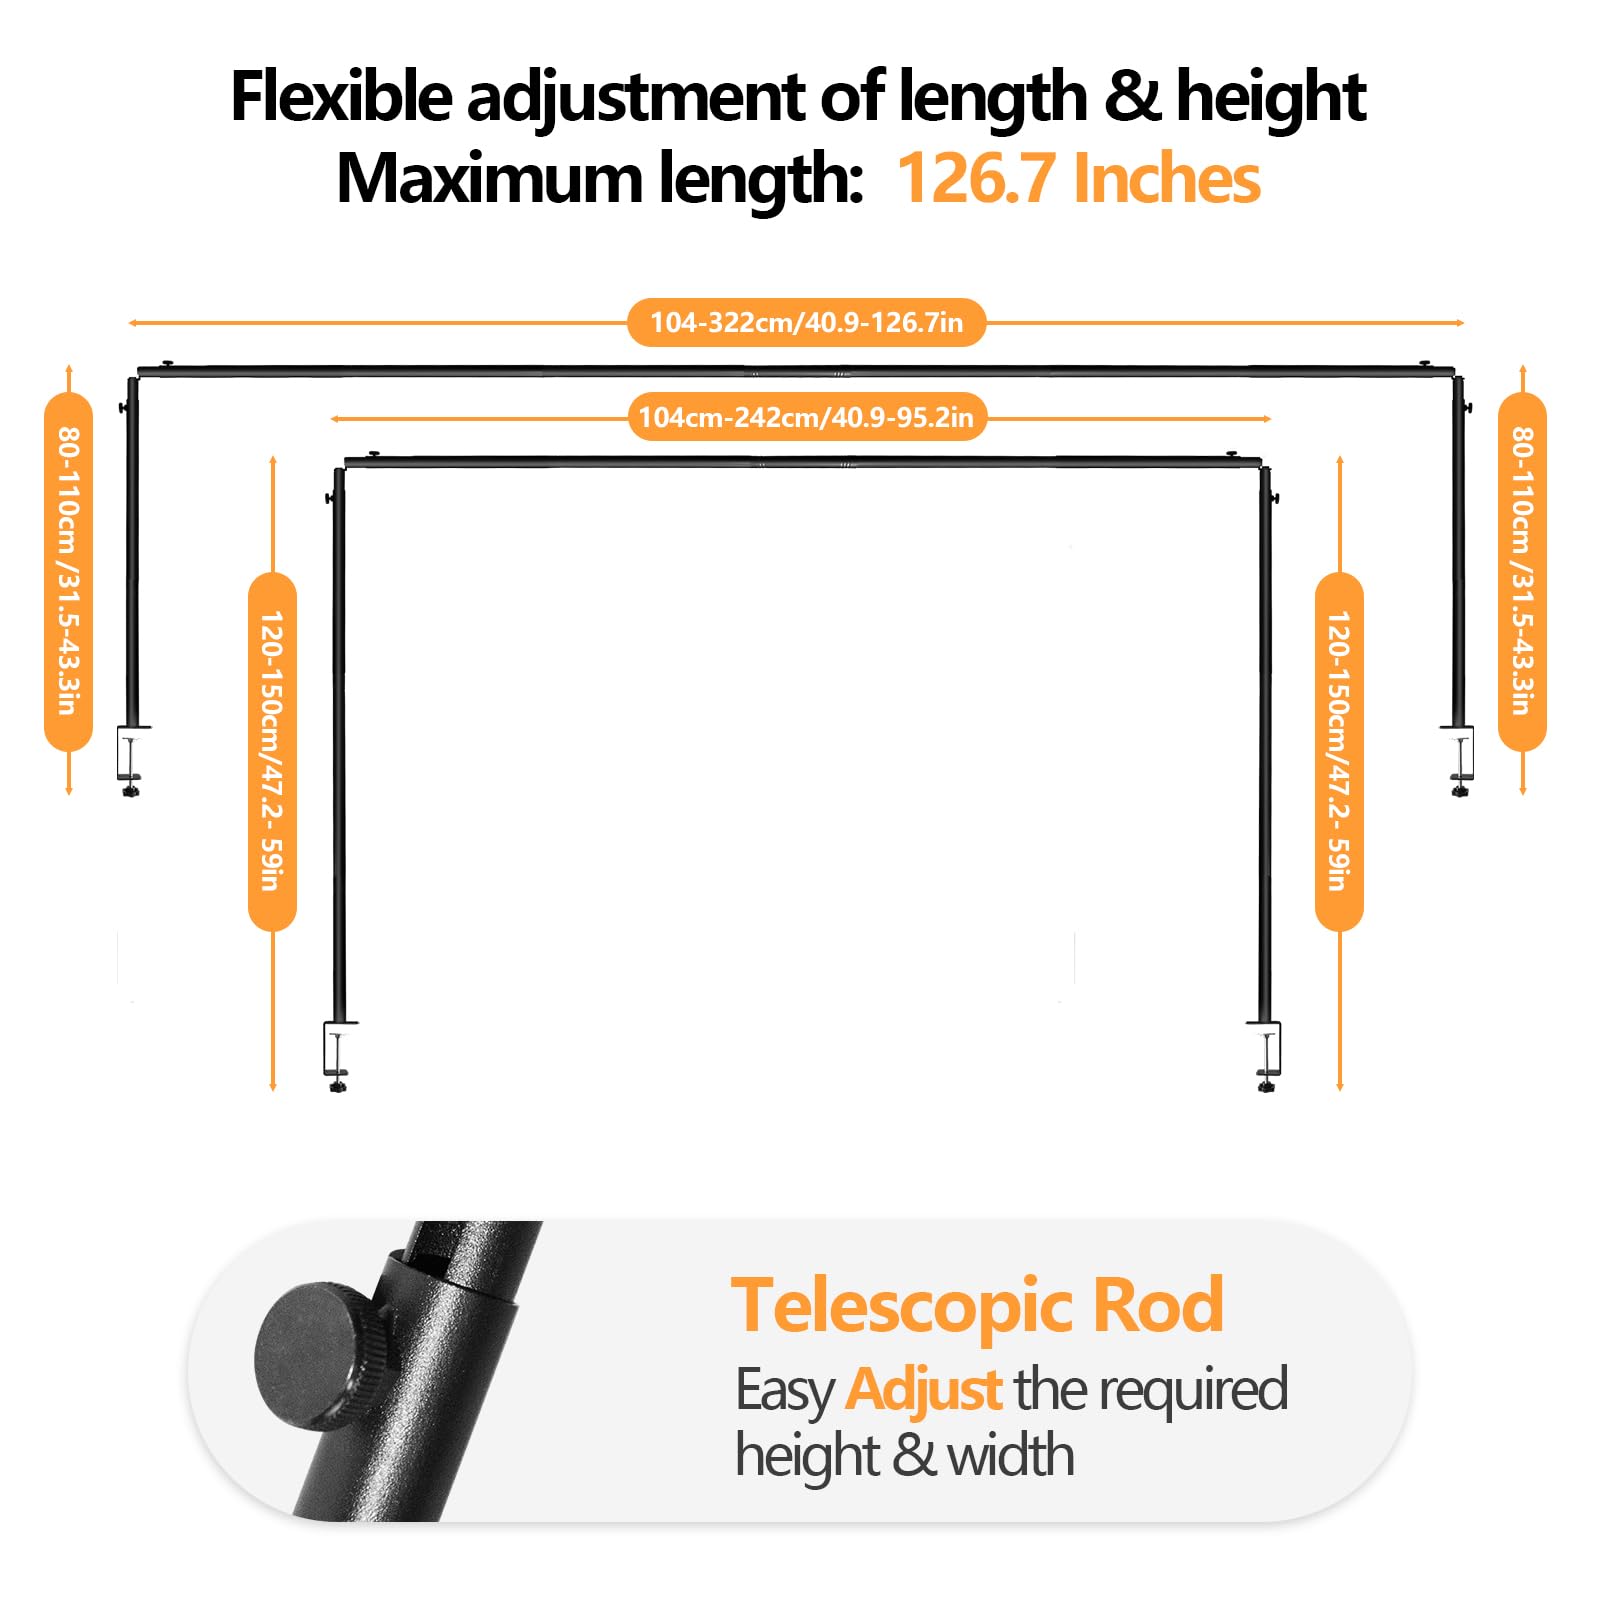 Flexible adjustment of length & height
Maximum length: 126.7 Inches
104-322cm/40.9-126.7in
104cm-242cm/40.9-95.2in
80-110cm /31.5-43.3in
80-110cm /31.5-43.3in
120-150cm/47.2- 59in
120-150cm/47.2- 59in
Telescopic Rod
Easy Adjust the required
height & width